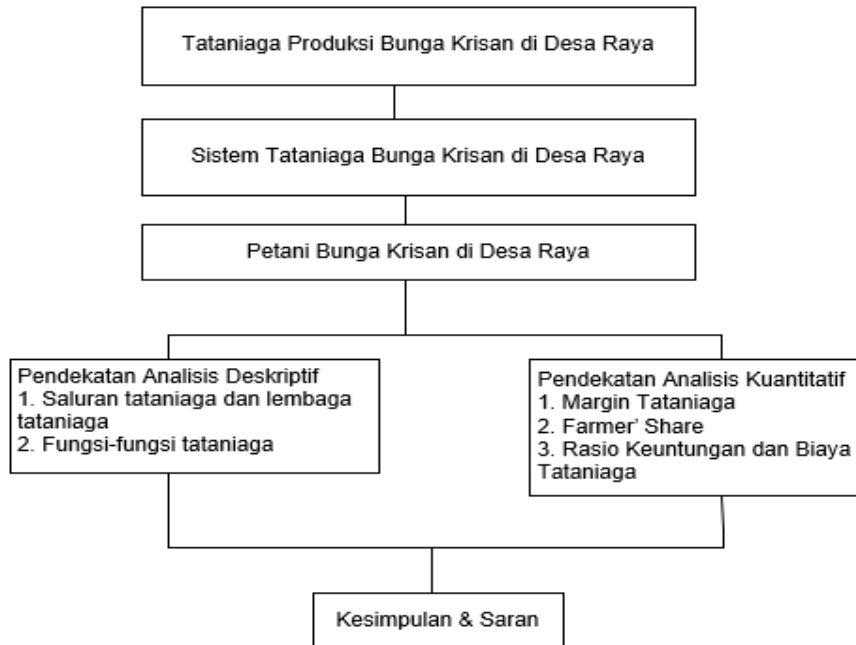 Tataniaga Produksi Bunga Krisan di Desa Raya
Sistem Tataniaga Bunga Krisan di Desa Raya
Petani Bunga Krisan di Desa Raya
Pendekatan Analisis Deskriptif
1. Saluran tataniaga dan lembaga
tataniaga
2. Fungsi-fungsi tataniaga
Pendekatan Analisis Kuantitatif
1. Margin Tataniaga
2. Farmer' Share
3. Rasio Keuntungan dan Biaya
Tataniaga
Kesimpulan & Saran